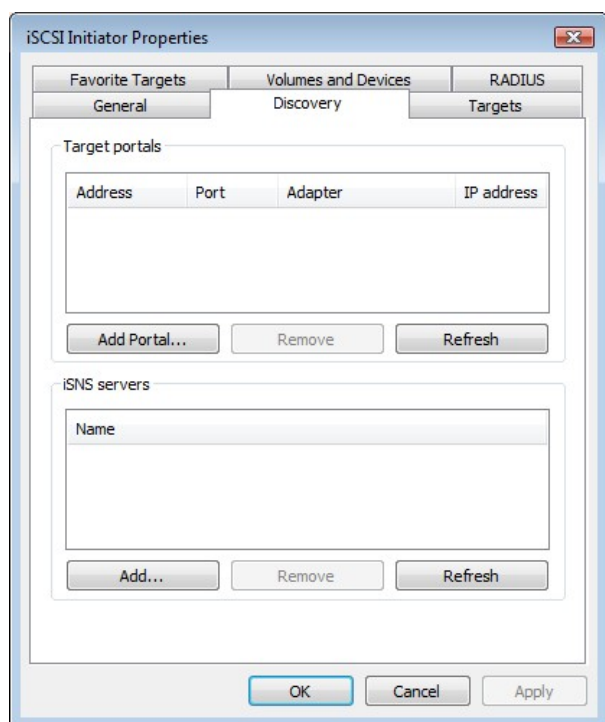 iSCSI Initiator Properties
Favorite Targets Volumes and Devices RADIUS
General Discovery Targets
Target portals
Address Port Adapter IP address
Add Portal... Remove Refresh
iSNS servers
Name
Add... Remove Refresh
OK Cancel Apply